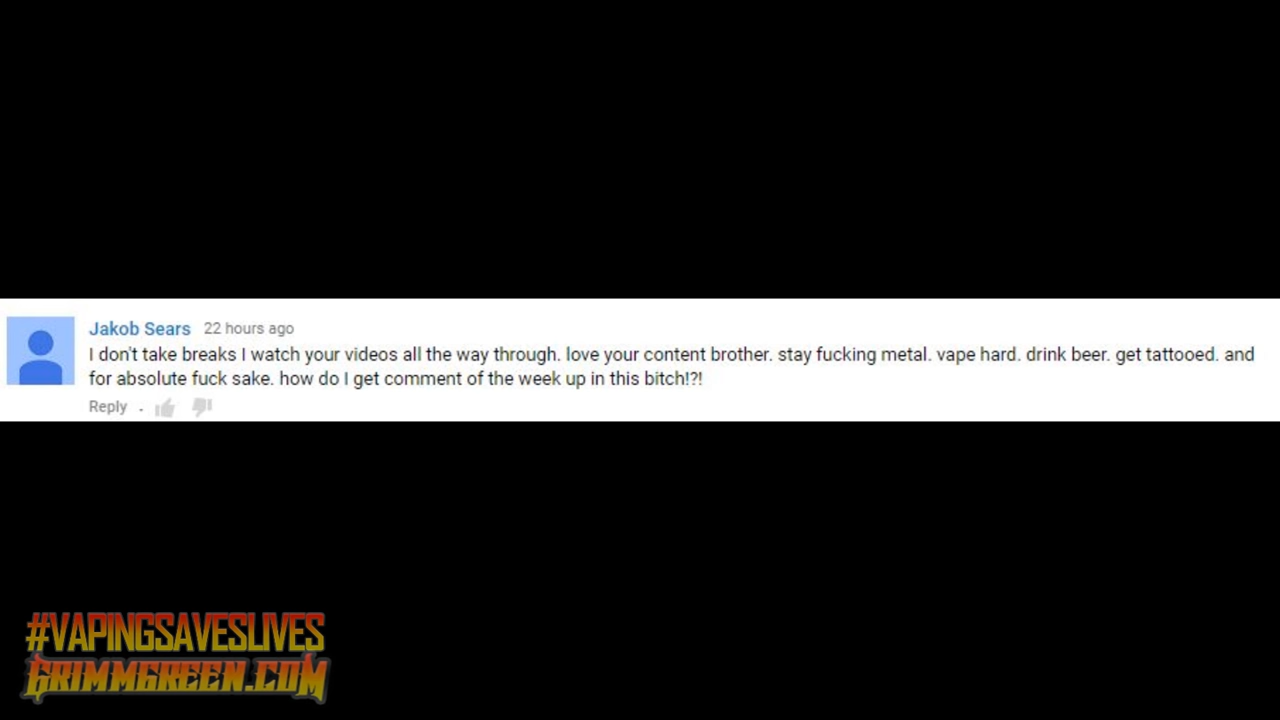 Jakob Sears 22 hours ago
I don't take breaks I watch your videos all the way through. love your content brother. stay fucking metal. vape hard. drink beer. get tattooed. and
for absolute fuck sake. how do I get comment of the week up in this bitch!?!
Reply .
#VAPINGSAVESLIVES
GRIMMGREEN.COM